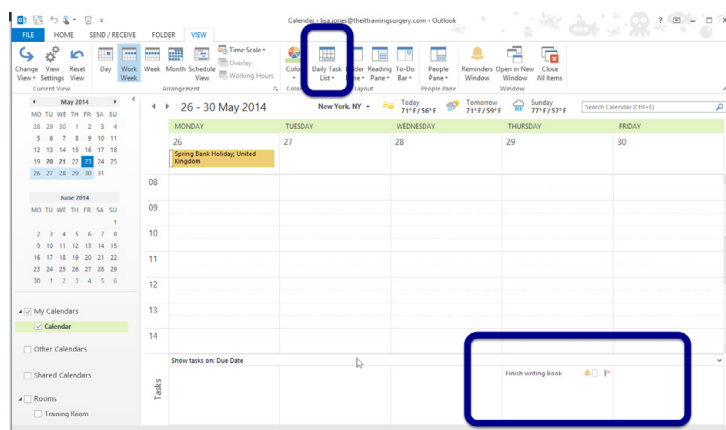 Calendar - lisa.jones@theittrainingsurgery.com - Outlook
FILE HOME SEND / RECEIVE FOLDER VIEW
Change View Reset Day Work Week Month Schedule Time Scale Color Daily Task Folder Reading To-Do People Reminders Open in New Close
View Settings View Week View Overlay List Pane Pane Bar Pane Window Window All Items
Working Hours
Current View Arrangement Color Layout People Pane Window
May 2014 26 - 30 May 2014 New York, NY Today 71°F/56°F Tomorrow 71°F/59°F Sunday 77°F/57°F Search Calendar (Ctrl+E)
MO TU WE TH FR SA SU
28 29 30 1 2 3 4
5 6 7 8 9 10 11
12 13 14 15 16 17 18
19 20 21 22 23 24 25
26 27 28 29 30 31
June 2014
MO TU WE TH FR SA SU
1
2 3 4 5 6 7 8
9 10 11 12 13 14 15
16 17 18 19 20 21 22
23 24 25 26 27 28 29
30 1 2 3 4 5 6
My Calendars
Calendar
Other Calendars
Shared Calendars
Rooms
Training Room
MONDAY TUESDAY WEDNESDAY THURSDAY FRIDAY
26 27 28 29 30
Spring Bank Holiday; United
Kingdom
08
09
10
11
12
13
14
Show tasks on: Due Date
Tasks
Finish writing Book